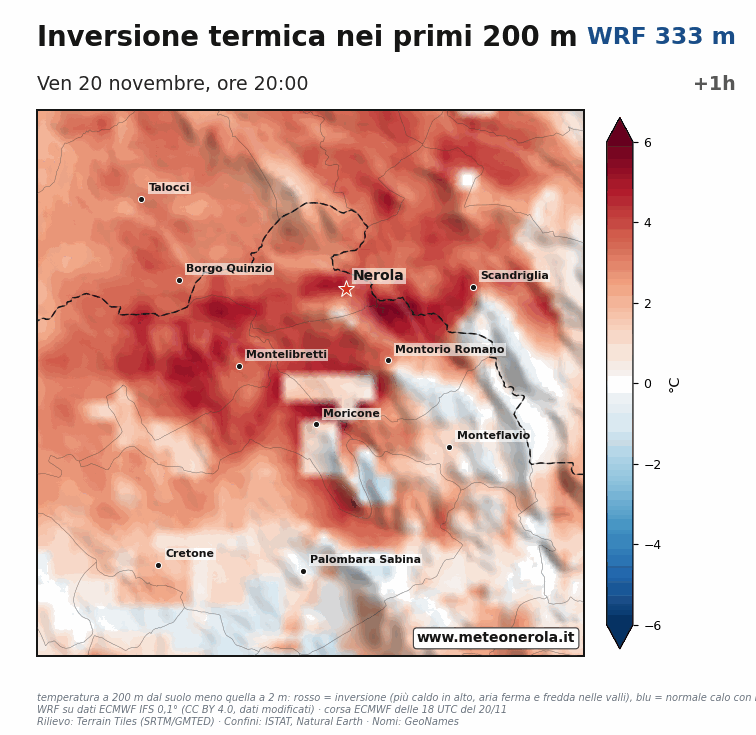 Inversione termica nei primi 200 m WRF 333 m
Ven 20 novembre, ore 20:00 +1h
Talocci
Borgo Quinzio
Nerola
Scandriglia
Montelibretti
Montorio Romano
Moricone
Monteflavio
Cretone
Palombara Sabina
www.meteonerola.it
6
4
2
0
−2
−4
−6
°C
temperatura a 200 m dal suolo meno quella a 2 m: rosso = inversione (più caldo in alto, aria ferma e fredda nelle valli), blu = normale calo con
WRF su dati ECMWF IFS 0,1° (CC BY 4.0, dati modificati) · corsa ECMWF delle 18 UTC del 20/11
Rilievo: Terrain Tiles (SRTM/GMTED) · Confini: ISTAT, Natural Earth · Nomi: GeoNames